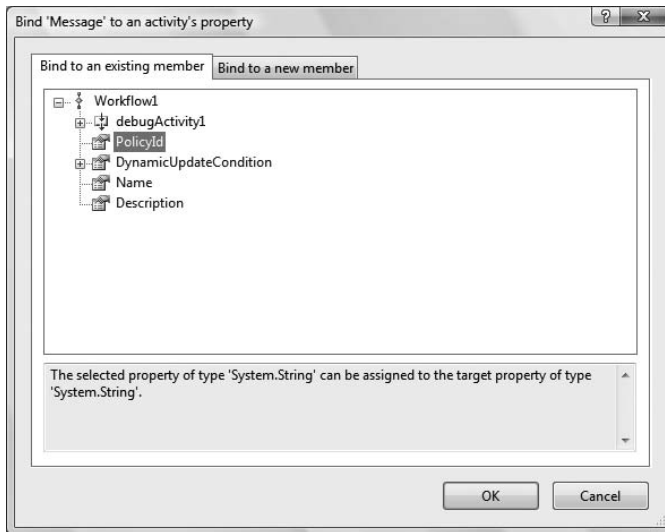 Bind 'Message' to an activity's property
Bind to an existing member
Bind to a new member
Workflow1
debugActivity1
PolicyId
DynamicUpdateCondition
Name
Description
The selected property of type 'System.String' can be assigned to the target property of type
'System.String'.
OK
Cancel